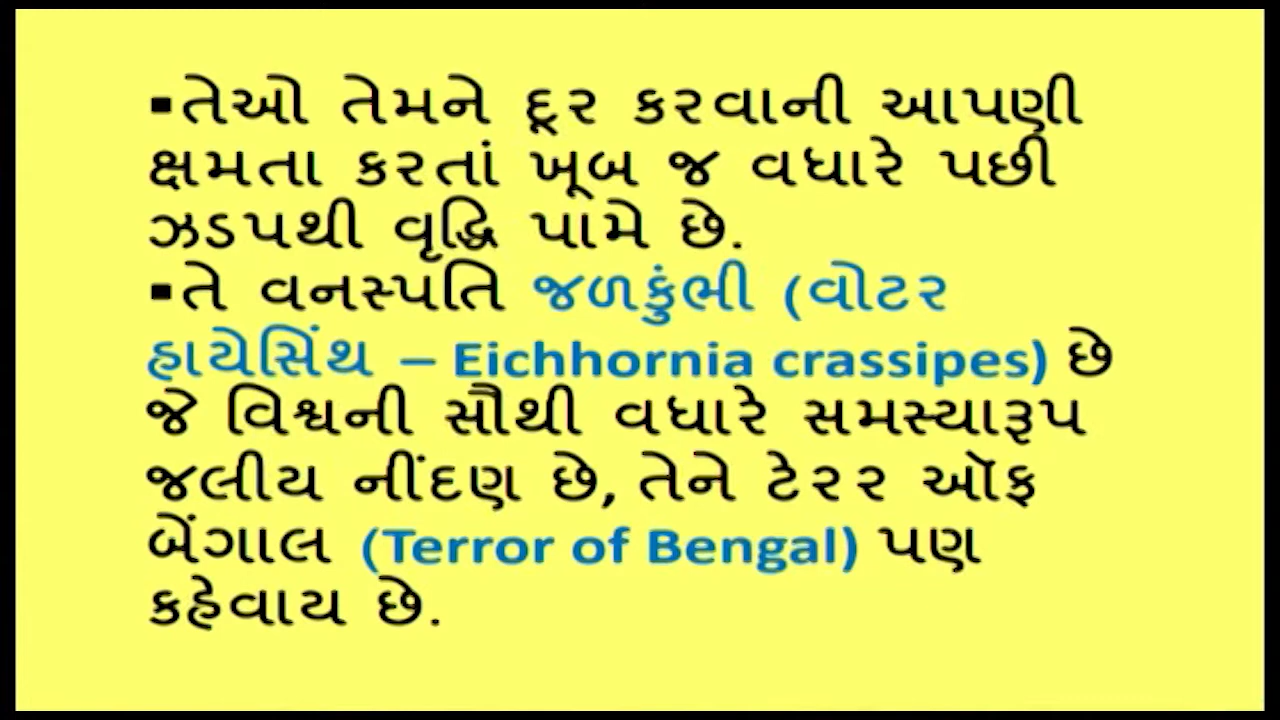 ▪તેઓ તેમને દૂર કરવાની આપણી
ક્ષમતા કરતાં ખૂબ જ વધારે પછી
ઝડપથી વૃદ્ધિ પામે છે.
▪તે વનસ્પતિ જળકુંભી (વોટર
હાયેસિંથ – Eichhornia crassipes) છે
જે વિશ્વની સૌથી વધારે સમસ્યારૂપ
જલીય નીંદણ છે, તેને ટેરર ઑફ
બેંગાલ (Terror of Bengal) પણ
કહેવાય છે.